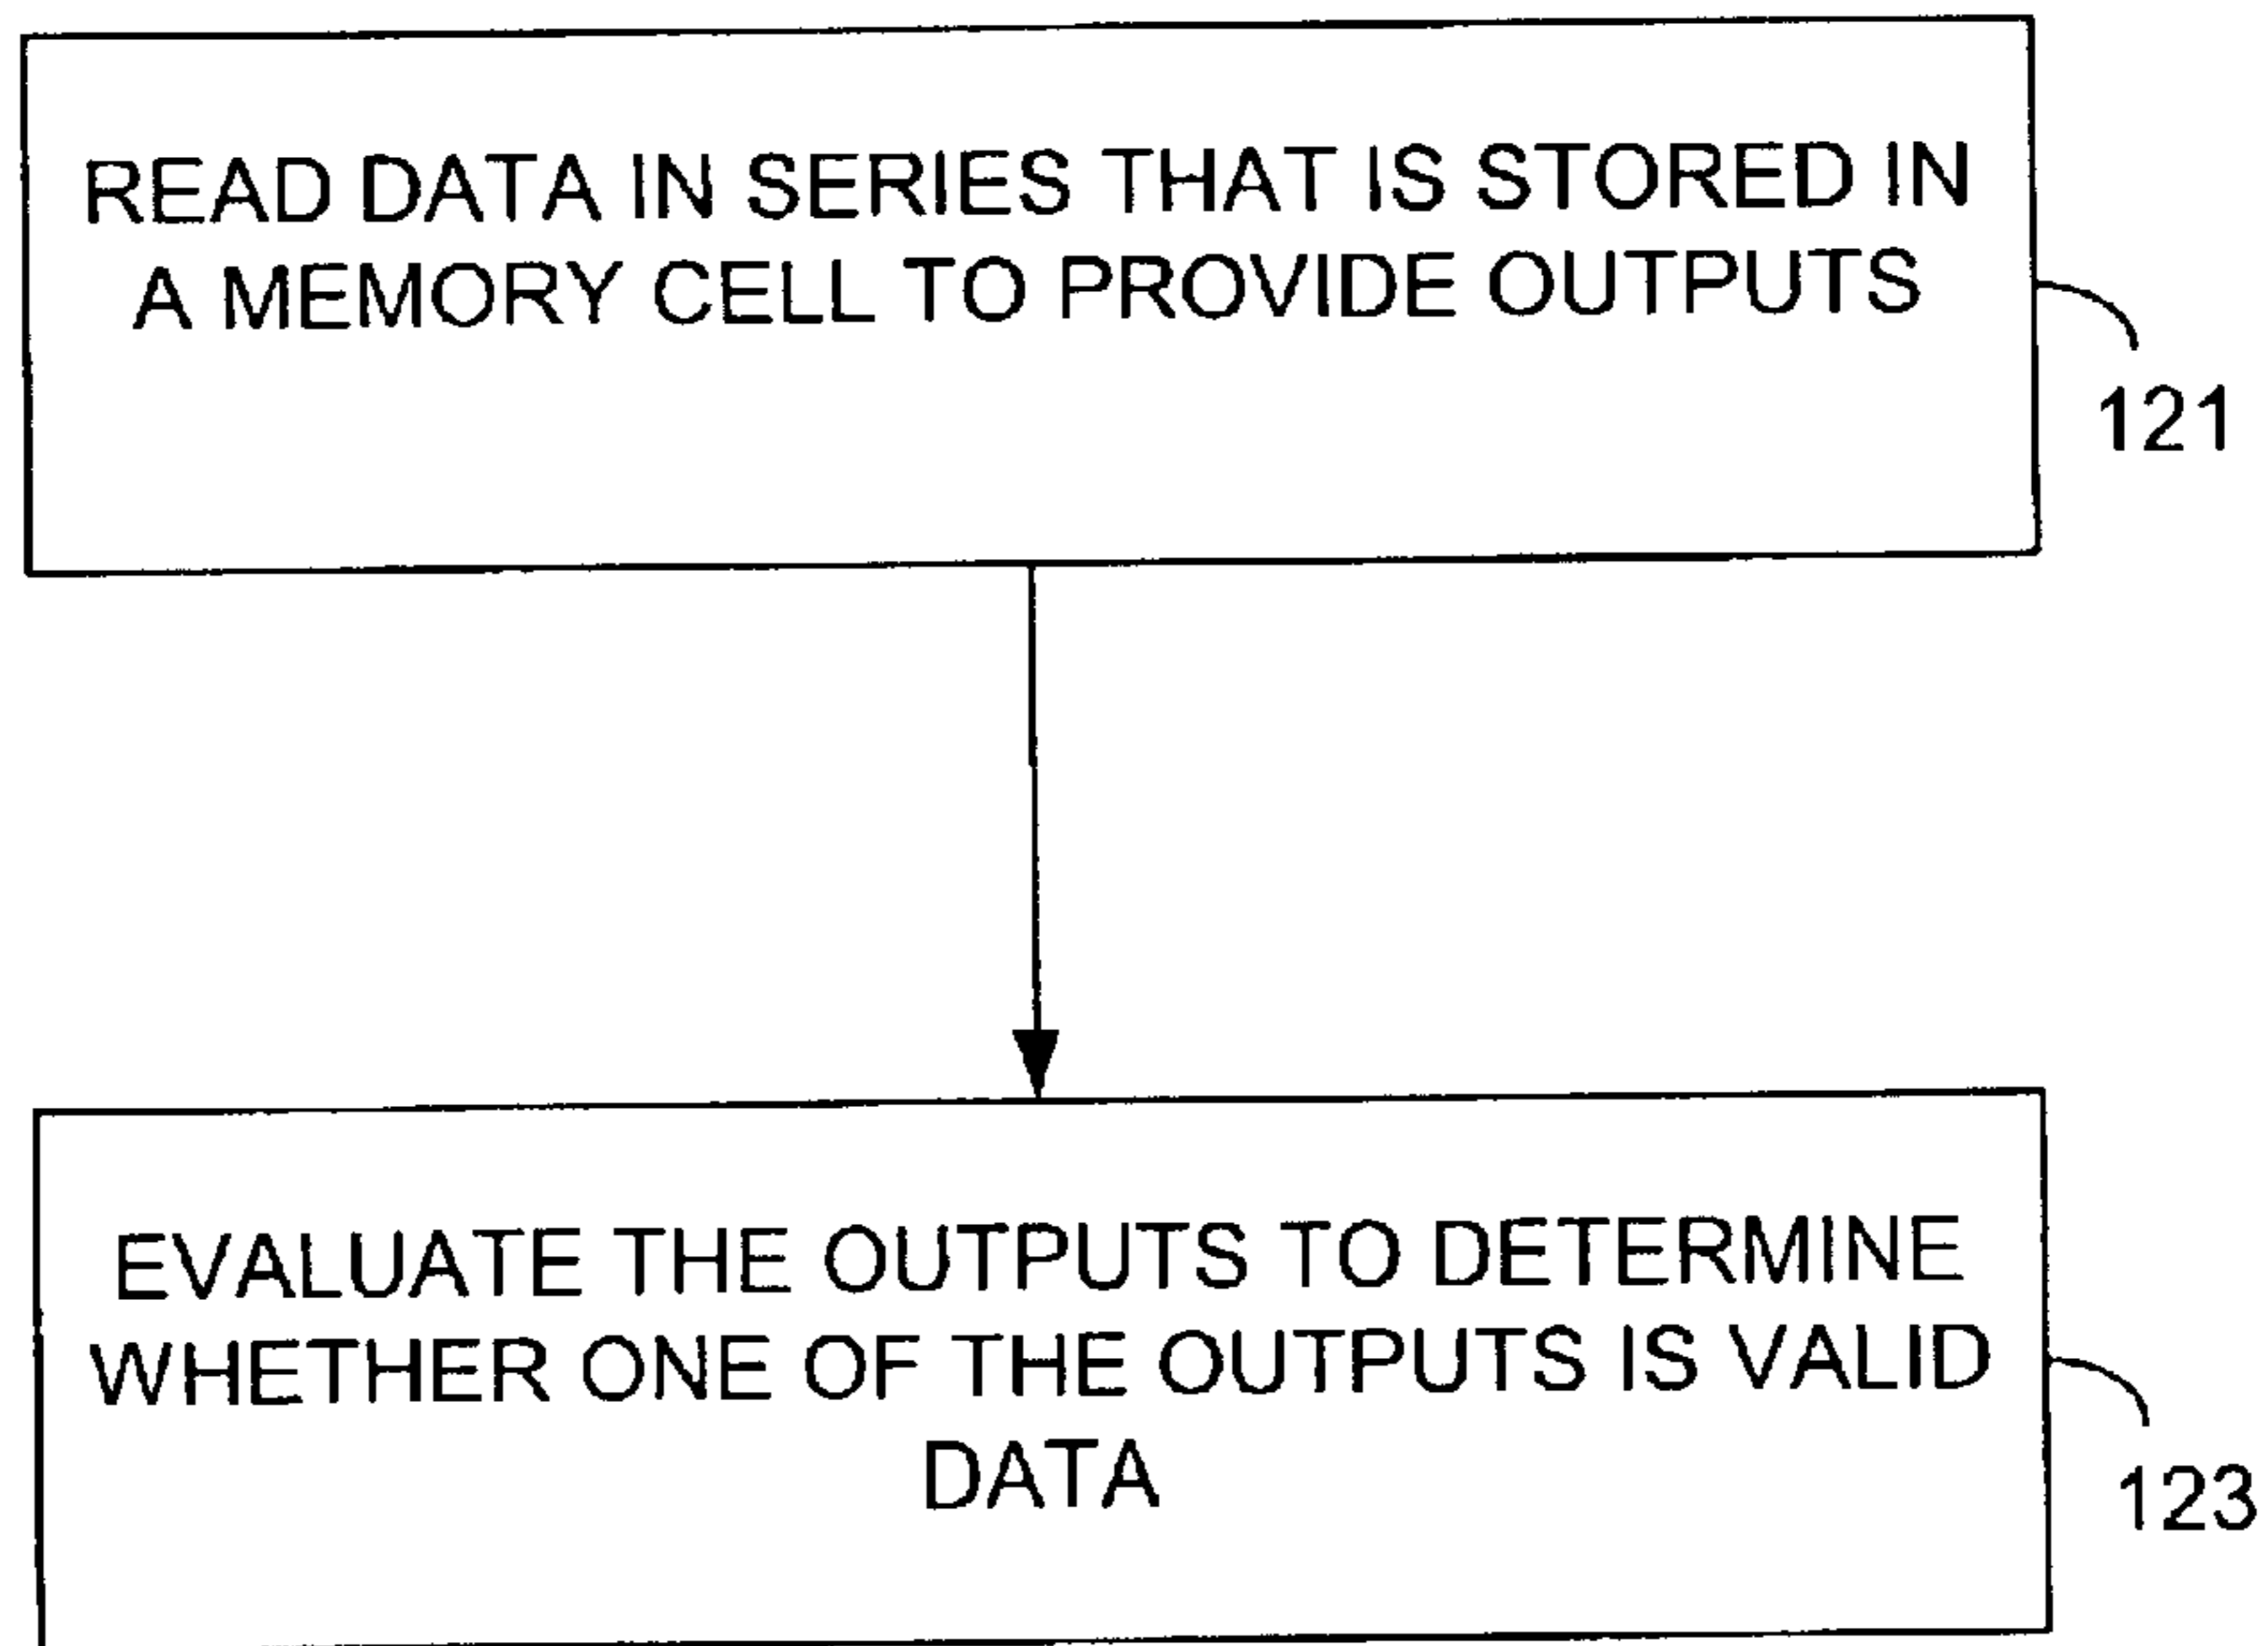 READ DATA IN SERIES THAT IS STORED IN
A MEMORY CELL TO PROVIDE OUTPUTS
121
EVALUATE THE OUTPUTS TO DETERMINE
WHETHER ONE OF THE OUTPUTS IS VALID
DATA
123